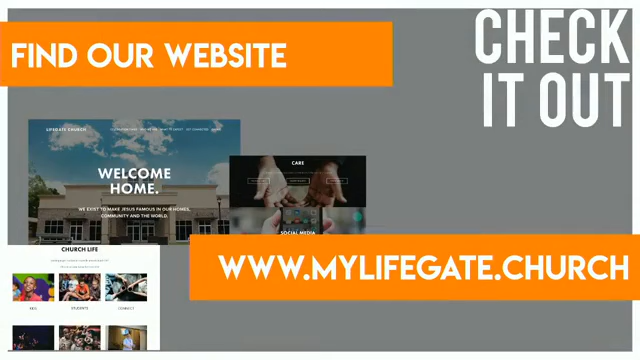 FIND OUR WEBSITE
CHECK
IT OUT
LIFEGATE CHURCH
WELCOME
HOME.
WE EXIST TO MAKE JESUS FAMOUS IN OUR HOMES,
COMMUNITY AND THE WORLD.
CARE
SOCIAL MEDIA
WWW.MYLIFEGATE.CHURCH
CHURCH LIFE
KIDS
STUDENTS
CONNECT